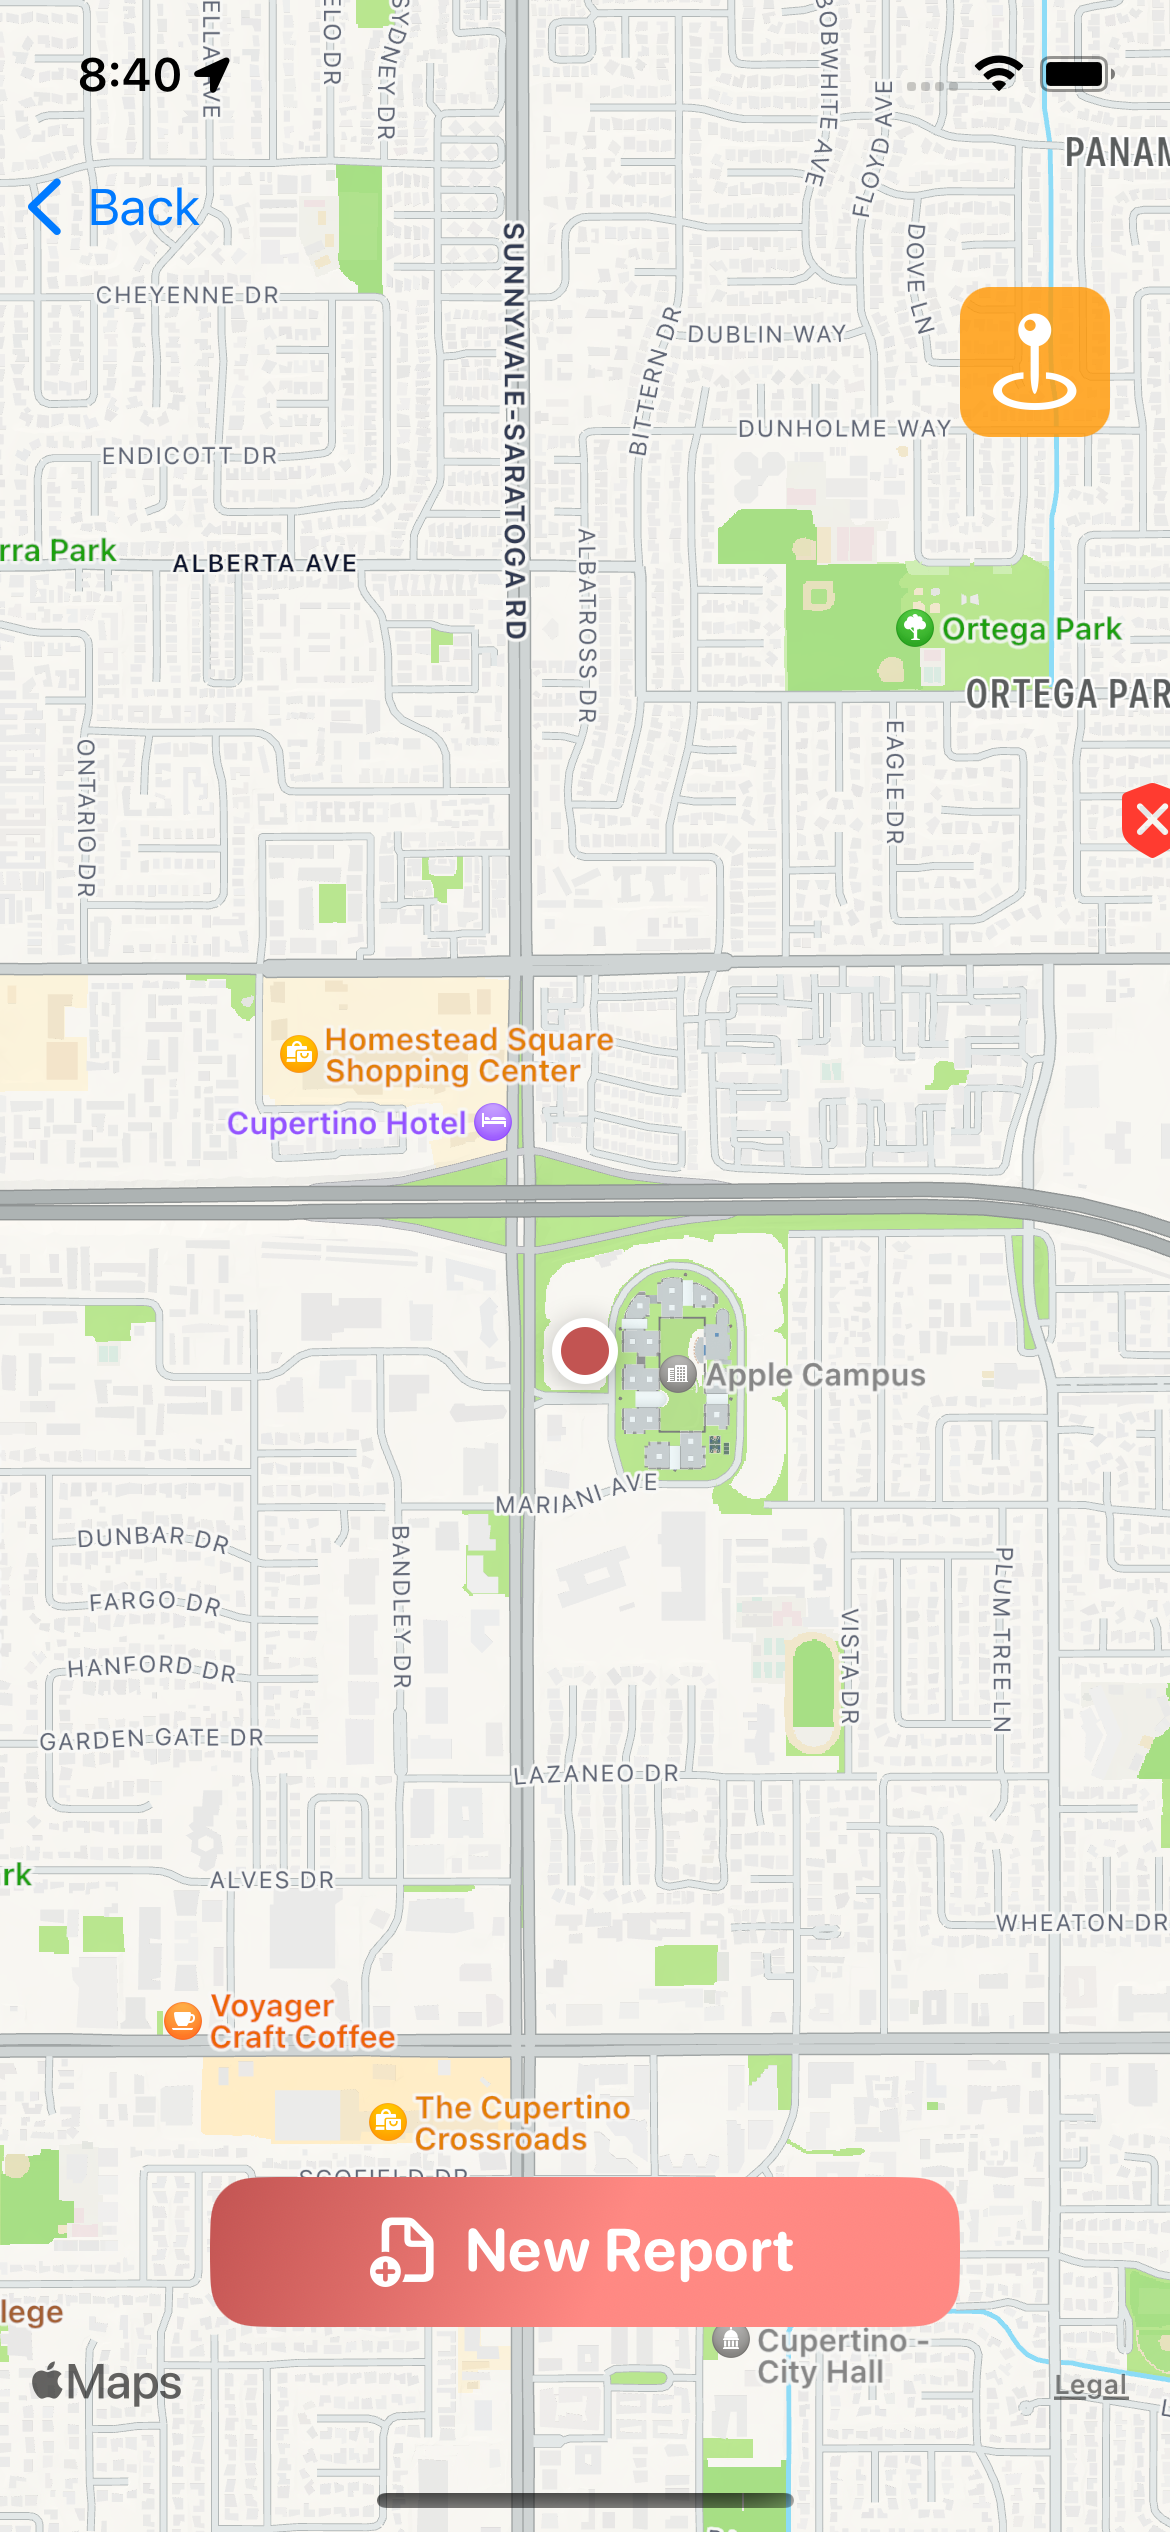 8:40
SYDNEY DR
BOBWHITE AVE
FLOYD AVE
PANAM
Back
DOVE LN
CHEYENNE DR
SUNNYVALE-SARATOGA RD
BITTERN DR
DUBLIN WAY
DUNHOLME WAY
ENDICOTT DR
rra Park
ALBERTA AVE
ALBATROSS DR
Ortega Park
ORTEGA PAR
ONTARIO DR
EAGLE DR
Homestead Square
Shopping Center
Cupertino Hotel
Apple Campus
MARIANI AVE
DUNBAR DR
BANDLEY DR
PLUM TREE LN
FARGO DR
VISTA DR
HANFORD DR
GARDEN GATE DR
LAZANEO DR
rk
ALVES DR
WHEATON DR
Voyager
Craft Coffee
The Cupertino
Crossroads
SCOFIELD DR
New Report
lege
Cupertino -
City Hall
Maps
Legal